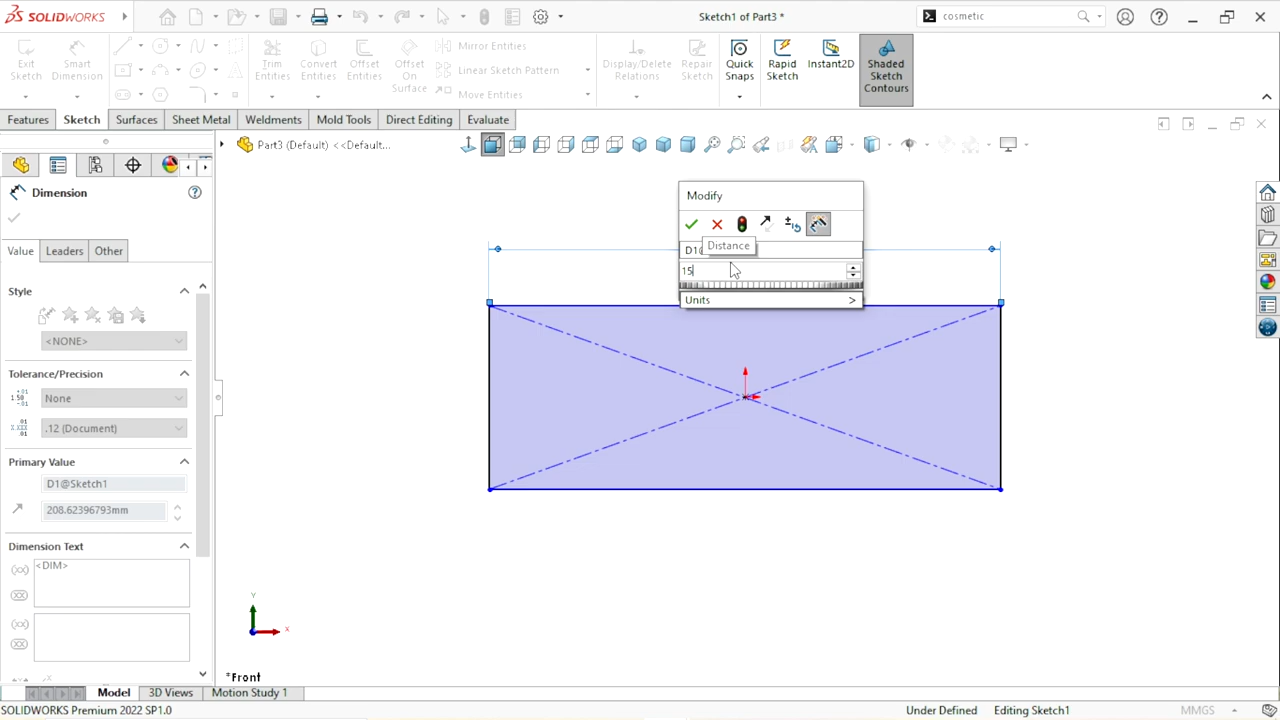 SOLIDWORKS
Sketch1 of Part3 *
cosmetic
Exit Sketch
Smart Dimension
Trim Entities
Convert Entities
Offset Entities
Offset On Surface
Mirror Entities
Linear Sketch Pattern
Move Entities
Display/Delete Relations
Repair Sketch
Quick Snaps
Rapid Sketch
Instant2D
Shaded Sketch Contours
Features
Sketch
Surfaces
Sheet Metal
Weldments
Mold Tools
Direct Editing
Evaluate
Part3 (Default) <<Default...
Dimension
Value
Leaders
Other
Style
<NONE>
Tolerance/Precision
None
.12 (Document)
Primary Value
D1@Sketch1
208.62396793mm
Dimension Text
<DIM>
Modify
D1@
Distance
15
Units
Y
X
*Front
Model
3D Views
Motion Study 1
SOLIDWORKS Premium 2022 SP1.0
Under Defined
Editing Sketch1
MMGS